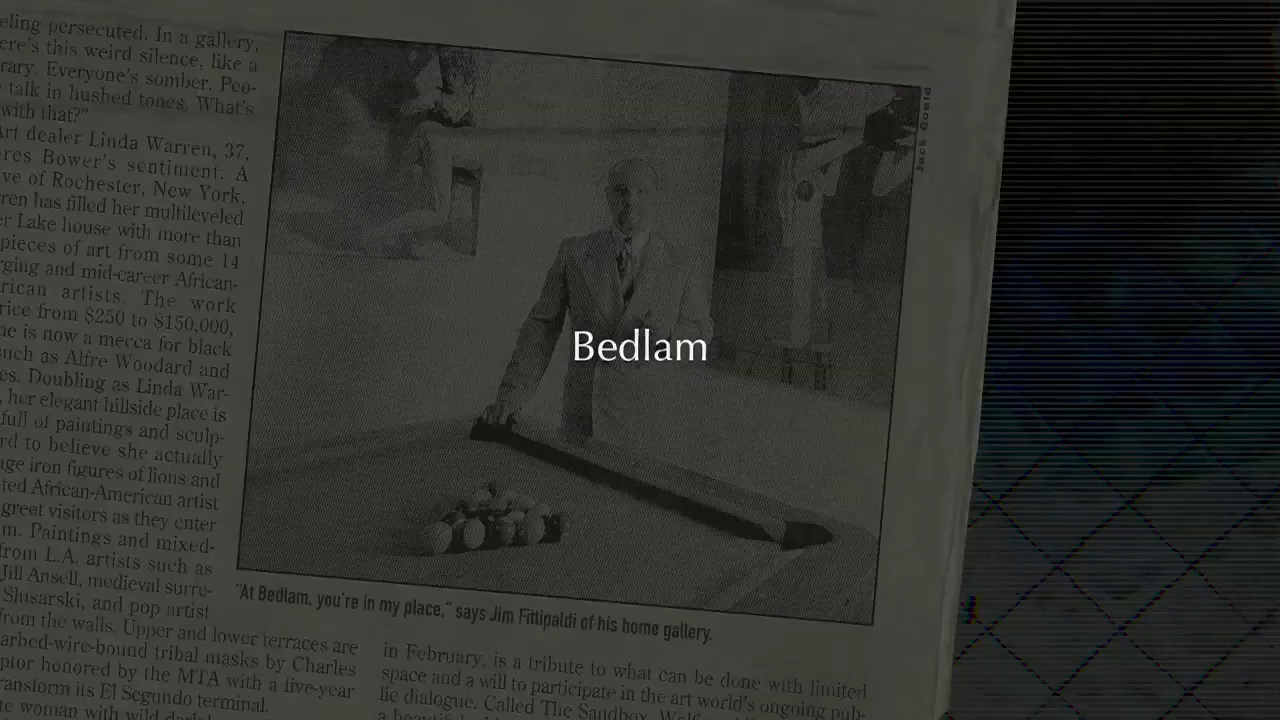 eling persecuted. In a gallery,
ere's this weird silence, like a
rary. Everyone's somber. Peo-
talk in hushed tones. What's
with that?"
Art dealer Linda Warren, 37,
res Bower's sentiment. A
ve of Rochester, New York,
rren has filled her multileveled
er Lake house with more than
pieces of art from some 14
rging and mid-career African-
rican artists. The work
rice from $250 to $150,000,
ne is now a mecca for black
such as Alfre Woodard and
es. Doubling as Linda War-
, her elegant hillside place is
full of paintings and sculp-
rd to believe she actually
uge iron figures of lions and
ted African-American artist
greet visitors as they enter
m. Paintings and mixed-
from L.A. artists such as
Jill Ansell, medieval surre-
Slusarski, and pop artist
from the walls. Upper and lower terraces are
arbed-wire-bound tribal masks by Charles
ptor honored by the MTA with a five-year
ransform its El Segundo terminal.
woman with wild
Jack Gould
Bedlam
"At Bedlam, you're in my place," says Jim Fittipaldi of his home gallery.
in February, is a tribute to what can be done with limited
space and a will to participate in the art world's ongoing pub-
lic dialogue. Called The Sandbox,